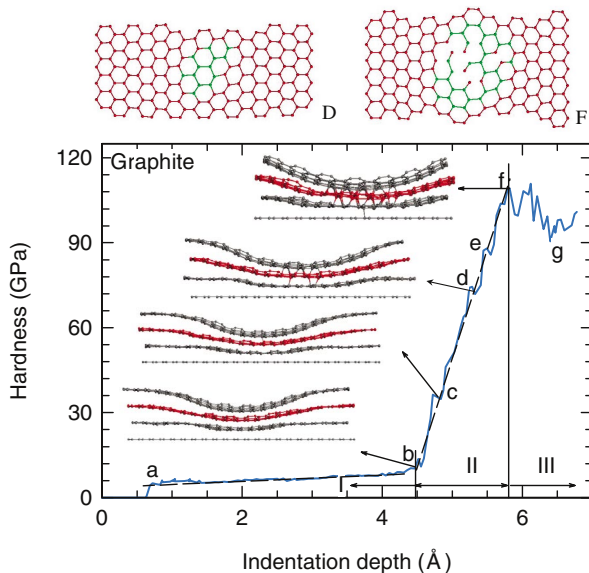 D
F
Graphite
120
90
60
30
0
Hardness (GPa)
a
b
c
d
e
f
g
I
II
III
0
2
4
6
Indentation depth (Å)